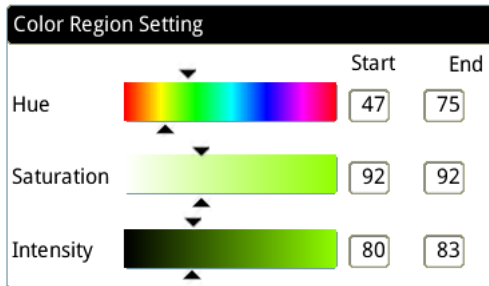 Color Region Setting
Start End
Hue 47 75
Saturation 92 92
Intensity 80 83